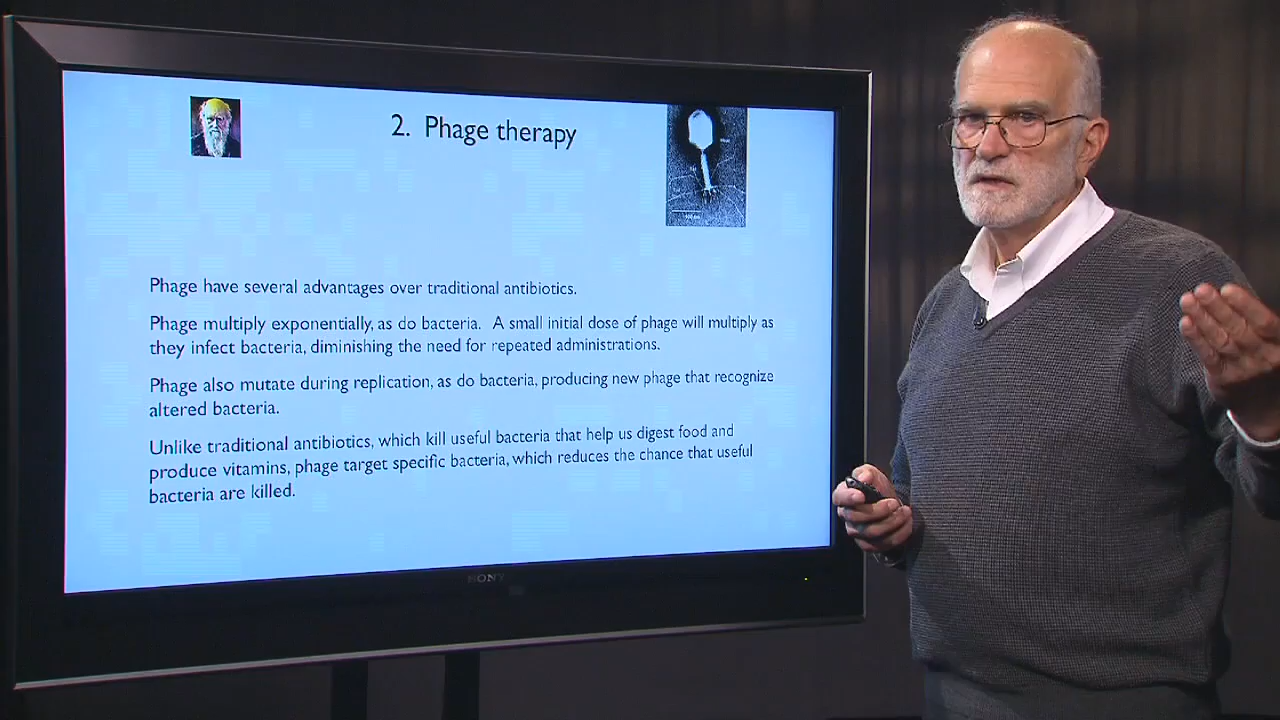 2. Phage therapy
Phage have several advantages over traditional antibiotics.
Phage multiply exponentially, as do bacteria. A small initial dose of phage will multiply as
they infect bacteria, diminishing the need for repeated administrations.
Phage also mutate during replication, as do bacteria, producing new phage that recognize
altered bacteria.
Unlike traditional antibiotics, which kill useful bacteria that help us digest food and
produce vitamins, phage target specific bacteria, which reduces the chance that useful
bacteria are killed.
SONY